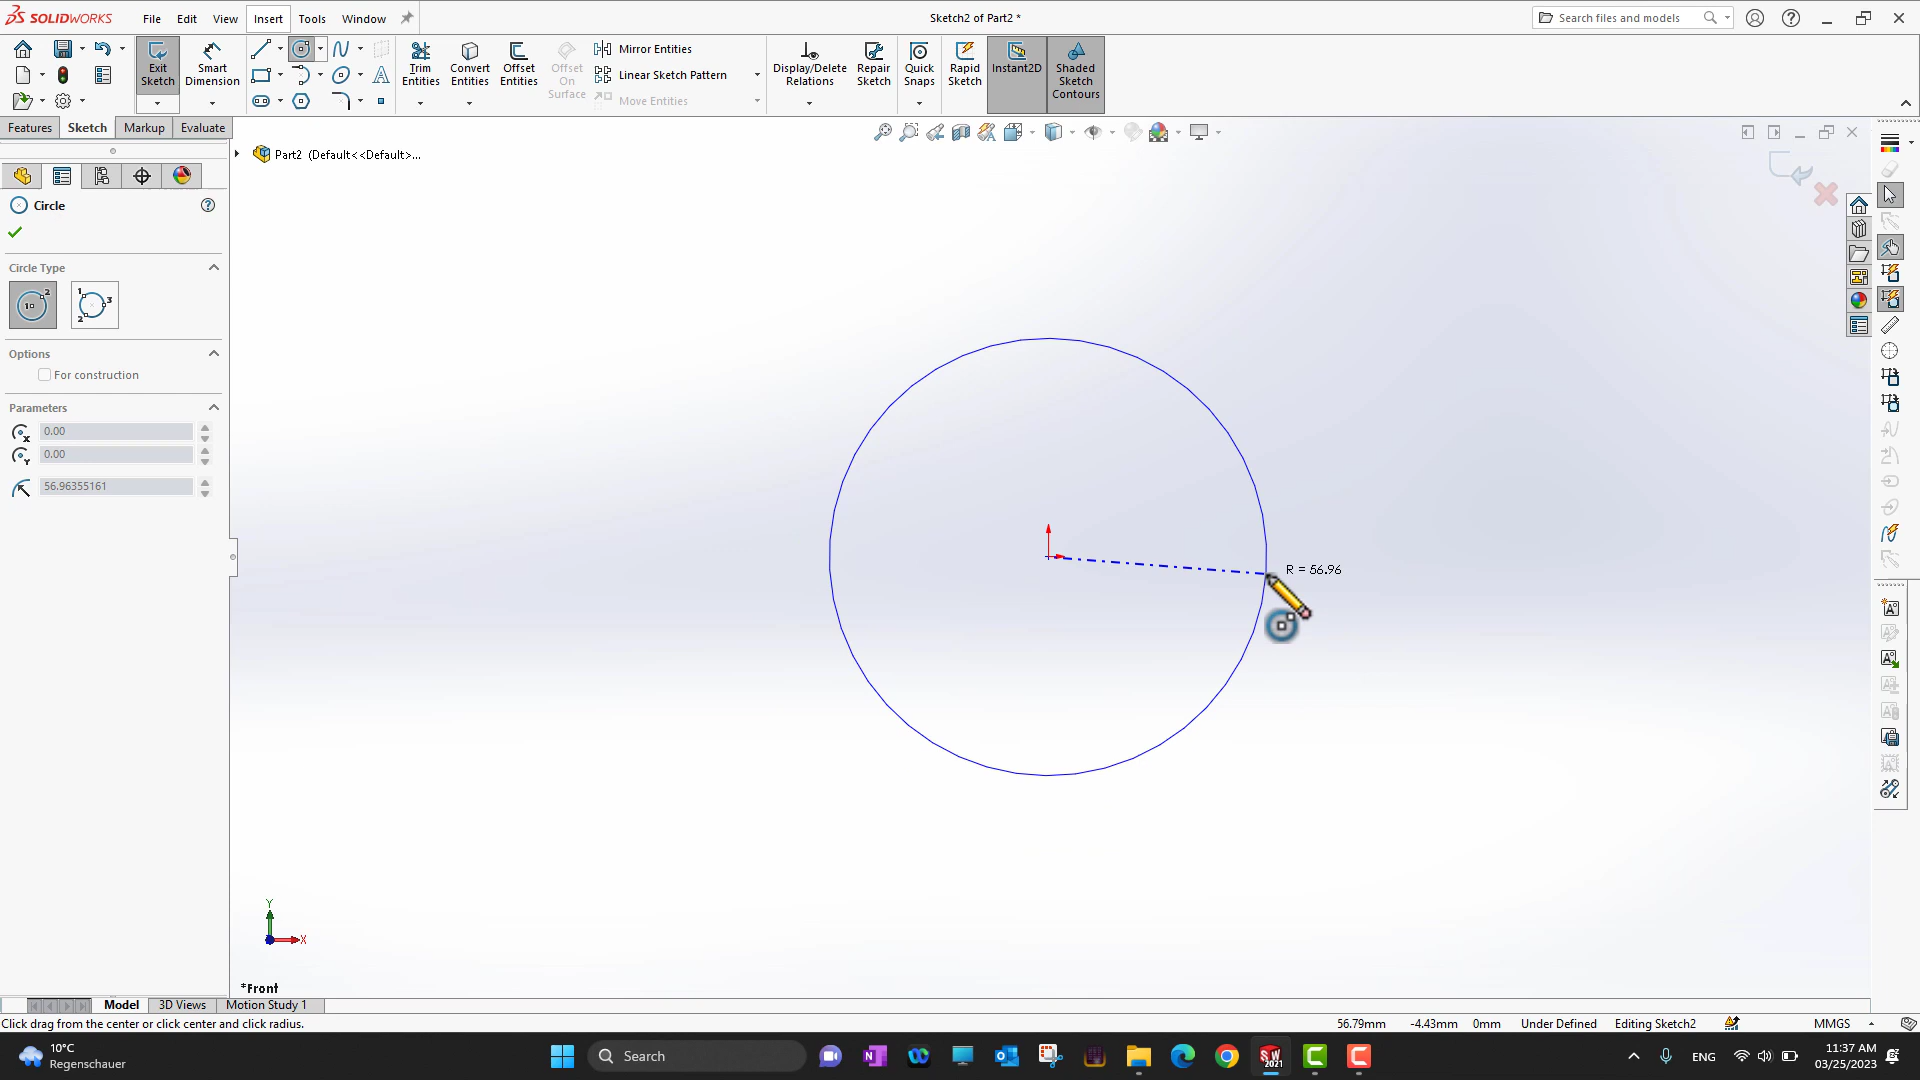 SOLIDWORKS
File
Edit
View
Insert
Tools
Window
Sketch2 of Part2 *
Search files and models
Exit
Sketch
Smart
Dimension
Trim
Entities
Convert
Entities
Offset
Entities
Offset
On
Surface
Mirror Entities
Linear Sketch Pattern
Move Entities
Display/Delete
Relations
Repair
Sketch
Quick
Snaps
Rapid
Sketch
Instant2D
Shaded
Sketch
Contours
Features
Sketch
Markup
Evaluate
Part2 (Default<<Default>...
Circle
Circle Type
Options
For construction
Parameters
0.00
0.00
56.96355161
R = 56.96
Y
X
*Front
Model
3D Views
Motion Study 1
Click drag from the center or click center and click radius.
56.79mm
-4.43mm
0mm
Under Defined
Editing Sketch2
MMGS
10°C
Regenschauer
Search
SW
2021
ENG
11:37 AM
03/25/2023